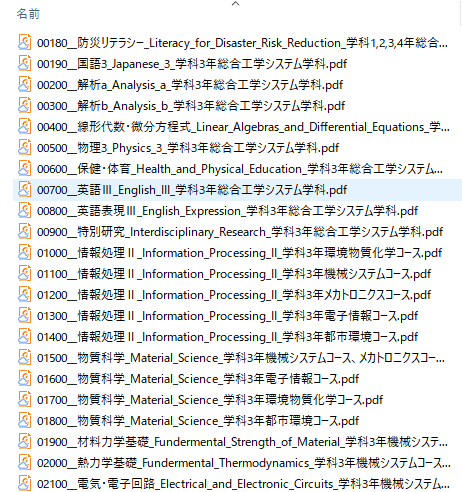 名前
00180__防災リテラシー_Literacy_for_Disaster_Risk_Reduction_学科1,2,3,4年総合...
00190__国語3_Japanese_3_学科3年総合工学システム学科.pdf
00200__解析a_Analysis_a_学科3年総合工学システム学科.pdf
00300__解析b_Analysis_b_学科3年総合工学システム学科.pdf
00400__線形代数・微分方程式_Linear_Algebras_and_Differential_Equations_学...
00500__物理3_Physics_3_学科3年総合工学システム学科.pdf
00600__保健・体育_Health_and_Physical_Education_学科3年総合工学システム...
00700__英語Ⅲ_English_III_学科3年総合工学システム学科.pdf
00800__英語表現Ⅲ_English_Expression_学科3年総合工学システム学科.pdf
00900__特別研究_Interdisciplinary_Research_学科3年総合工学システム学科.pdf
01000__情報処理Ⅱ_Information_Processing_II_学科3年環境物質化学コース.pdf
01100__情報処理Ⅱ_Information_Processing_II_学科3年機械システムコース.pdf
01200__情報処理Ⅱ_Information_Processing_II_学科3年メカトロニクスコース.pdf
01300__情報処理Ⅱ_Information_Processing_II_学科3年電子情報コース.pdf
01400__情報処理Ⅱ_Information_Processing_II_学科3年都市環境コース.pdf
01500__物質科学_Material_Science_学科3年機械システムコース、メカトロニクスコー...
01600__物質科学_Material_Science_学科3年電子情報コース.pdf
01700__物質科学_Material_Science_学科3年環境物質化学コース.pdf
01800__物質科学_Material_Science_学科3年都市環境コース.pdf
01900__材料力学基礎_Fundermental_Strength_of_Material_学科3年機械システ...
02000__熱力学基礎_Fundermental_Thermodynamics_学科3年機械システムコース...
02100__電気・電子回路_Electrical_and_Electronic_Circuits_学科3年機械システ...